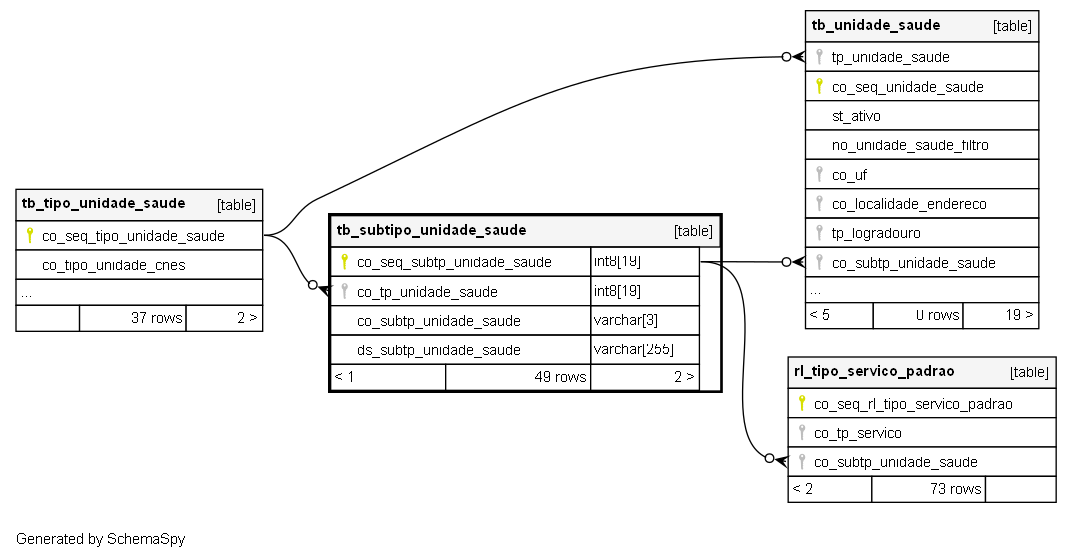 tb_unidade_saude [table]
tp_unidade_saude
co_seq_unidade_saude
st_ativo
no_unidade_saude_filtro
co_uf
co_localidade_endereco
tp_logradouro
co_subtp_unidade_saude
...
< 5 0 rows 19 >
tb_tipo_unidade_saude [table]
co_seq_tipo_unidade_saude
co_tipo_unidade_cnes
...
37 rows 2 >
tb_subtipo_unidade_saude [table]
co_seq_subtp_unidade_saude int8[19]
co_tp_unidade_saude int8[19]
co_subtp_unidade_saude varchar[3]
ds_subtp_unidade_saude varchar[255]
< 1 49 rows 2 >
rl_tipo_servico_padrao [table]
co_seq_rl_tipo_servico_padrao
co_tp_servico
co_subtp_unidade_saude
< 2 73 rows
Generated by SchemaSpy